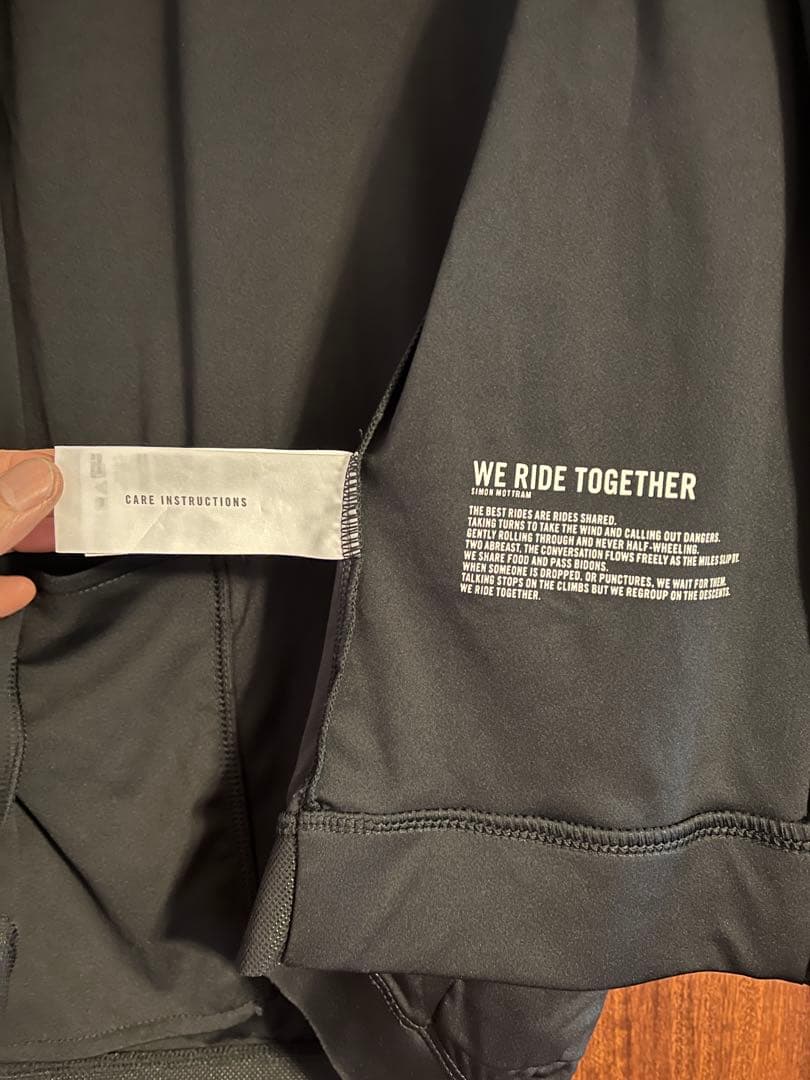 CARE INSTRUCTIONS
WE RIDE TOGETHER
SIMON MOTTRAM
THE BEST RIDES ARE RIDES SHARED.
TAKING TURNS TO TAKE THE WIND AND CALLING OUT DANGERS.
GENTLY ROLLING THROUGH AND NEVER HALF-WHEELING.
TWO ABREAST, THE CONVERSATION FLOWS FREELY AS THE MILES SLIP BY.
WE SHARE FOOD AND PASS BIDONS.
WHEN SOMEONE IS DROPPED, OR PUNCTURES, WE WAIT FOR THEM.
TALKING STOPS ON THE CLIMBS BUT WE REGROUP ON THE DESCENTS.
WE RIDE TOGETHER.